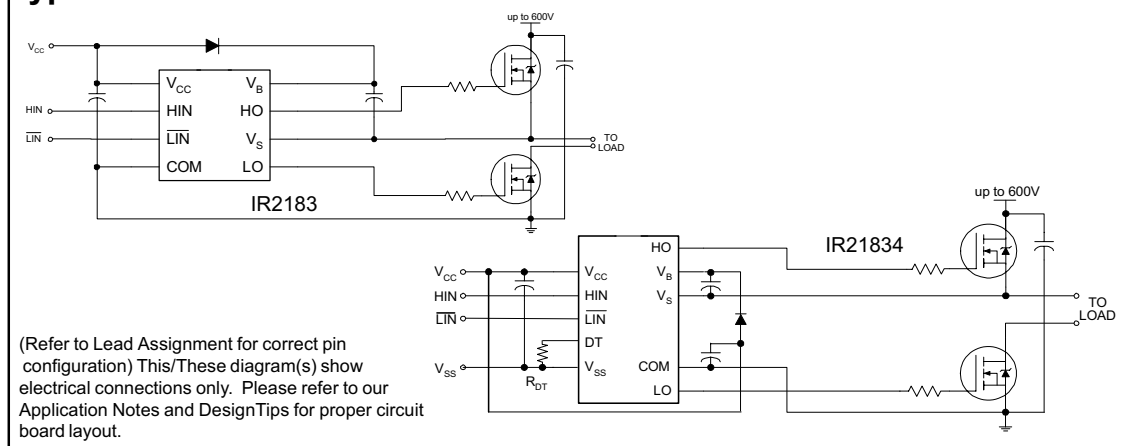 up to 600V
VCC
VCC VB
HIN HIN HO
LIN LIN VS
TO
LOAD
COM LO
IR2183
up to 600V
IR21834
HO
VCC VCC VB
HIN HIN VS
TO
LOAD
LIN LIN
DT
VSS VSS COM
RDT
LO
(Refer to Lead Assignment for correct pin
configuration) This/These diagram(s) show
electrical connections only. Please refer to our
Application Notes and DesignTips for proper circuit
board layout.